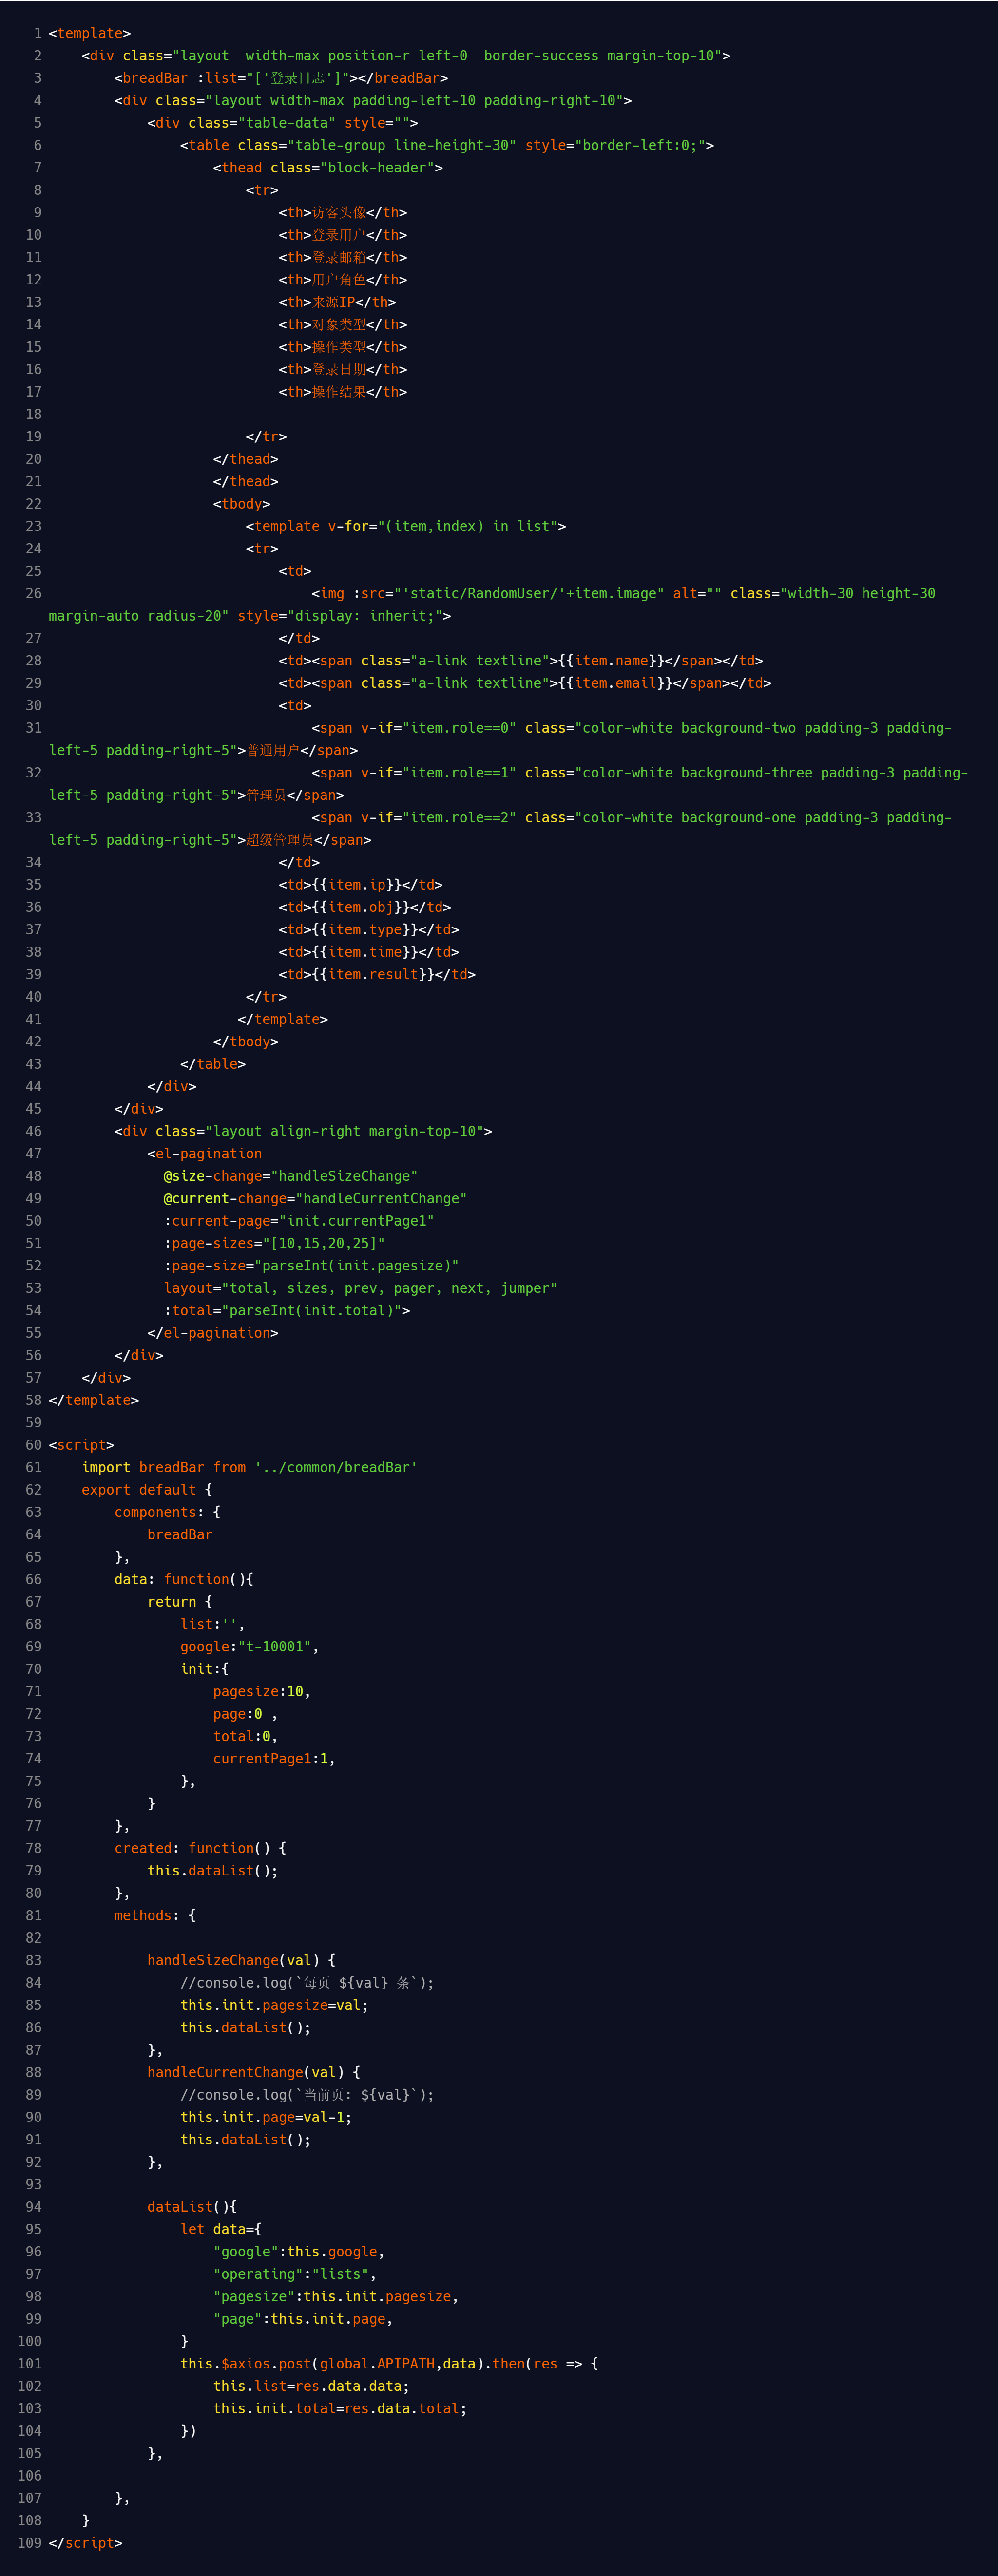 1 <template>
2     <div class="layout  width-max position-r left-0  border-success margin-top-10">
3         <breadBar :list="['登录日志']"></breadBar>
4         <div class="layout width-max padding-left-10 padding-right-10">
5             <div class="table-data" style="">
6                 <table class="table-group line-height-30" style="border-left:0;">
7                     <thead class="block-header">
8                         <tr>
9                             <th>访客头像</th>
10                             <th>登录用户</th>
11                             <th>登录邮箱</th>
12                             <th>用户角色</th>
13                             <th>来源IP</th>
14                             <th>对象类型</th>
15                             <th>操作类型</th>
16                             <th>登录日期</th>
17                             <th>操作结果</th>
18
19                         </tr>
20                     </thead>
21                     </thead>
22                     <tbody>
23                         <template v-for="(item,index) in list">
24                         <tr>
25                             <td>
26                                 <img :src="'static/RandomUser/'+item.image" alt="" class="width-30 height-30
margin-auto radius-20" style="display: inherit;">
27                             </td>
28                             <td><span class="a-link textline">{{item.name}}</span></td>
29                             <td><span class="a-link textline">{{item.email}}</span></td>
30                             <td>
31                                 <span v-if="item.role==0" class="color-white background-two padding-3 padding-
left-5 padding-right-5">普通用户</span>
32                                 <span v-if="item.role==1" class="color-white background-three padding-3 padding-
left-5 padding-right-5">管理员</span>
33                                 <span v-if="item.role==2" class="color-white background-one padding-3 padding-
left-5 padding-right-5">超级管理员</span>
34                             </td>
35                             <td>{{item.ip}}</td>
36                             <td>{{item.obj}}</td>
37                             <td>{{item.type}}</td>
38                             <td>{{item.time}}</td>
39                             <td>{{item.result}}</td>
40                         </tr>
41                        </template>
42                     </tbody>
43                 </table>
44             </div>
45         </div>
46         <div class="layout align-right margin-top-10">
47             <el-pagination
48               @size-change="handleSizeChange"
49               @current-change="handleCurrentChange"
50               :current-page="init.currentPage1"
51               :page-sizes="[10,15,20,25]"
52               :page-size="parseInt(init.pagesize)"
53               layout="total, sizes, prev, pager, next, jumper"
54               :total="parseInt(init.total)">
55             </el-pagination>
56         </div>
57     </div>
58 </template>
59
60 <script>
61     import breadBar from '../common/breadBar'
62     export default {
63         components: {
64             breadBar
65         },
66         data: function(){
67             return {
68                 list:'',
69                 google:"t-10001",
70                 init:{
71                     pagesize:10,
72                     page:0 ,
73                     total:0,
74                     currentPage1:1,
75                 },
76             }
77         },
78         created: function() {
79             this.dataList();
80         },
81         methods: {
82
83             handleSizeChange(val) {
84                 //console.log(`每页 ${val} 条`);
85                 this.init.pagesize=val;
86                 this.dataList();
87             },
88             handleCurrentChange(val) {
89                 //console.log(`当前页: ${val}`);
90                 this.init.page=val-1;
91                 this.dataList();
92             },
93
94             dataList(){
95                 let data={
96                     "google":this.google,
97                     "operating":"lists",
98                     "pagesize":this.init.pagesize,
99                     "page":this.init.page,
100                 }
101                 this.$axios.post(global.APIPATH,data).then(res => {
102                     this.list=res.data.data;
103                     this.init.total=res.data.total;
104                 })
105             },
106
107         },
108     }
109 </script>